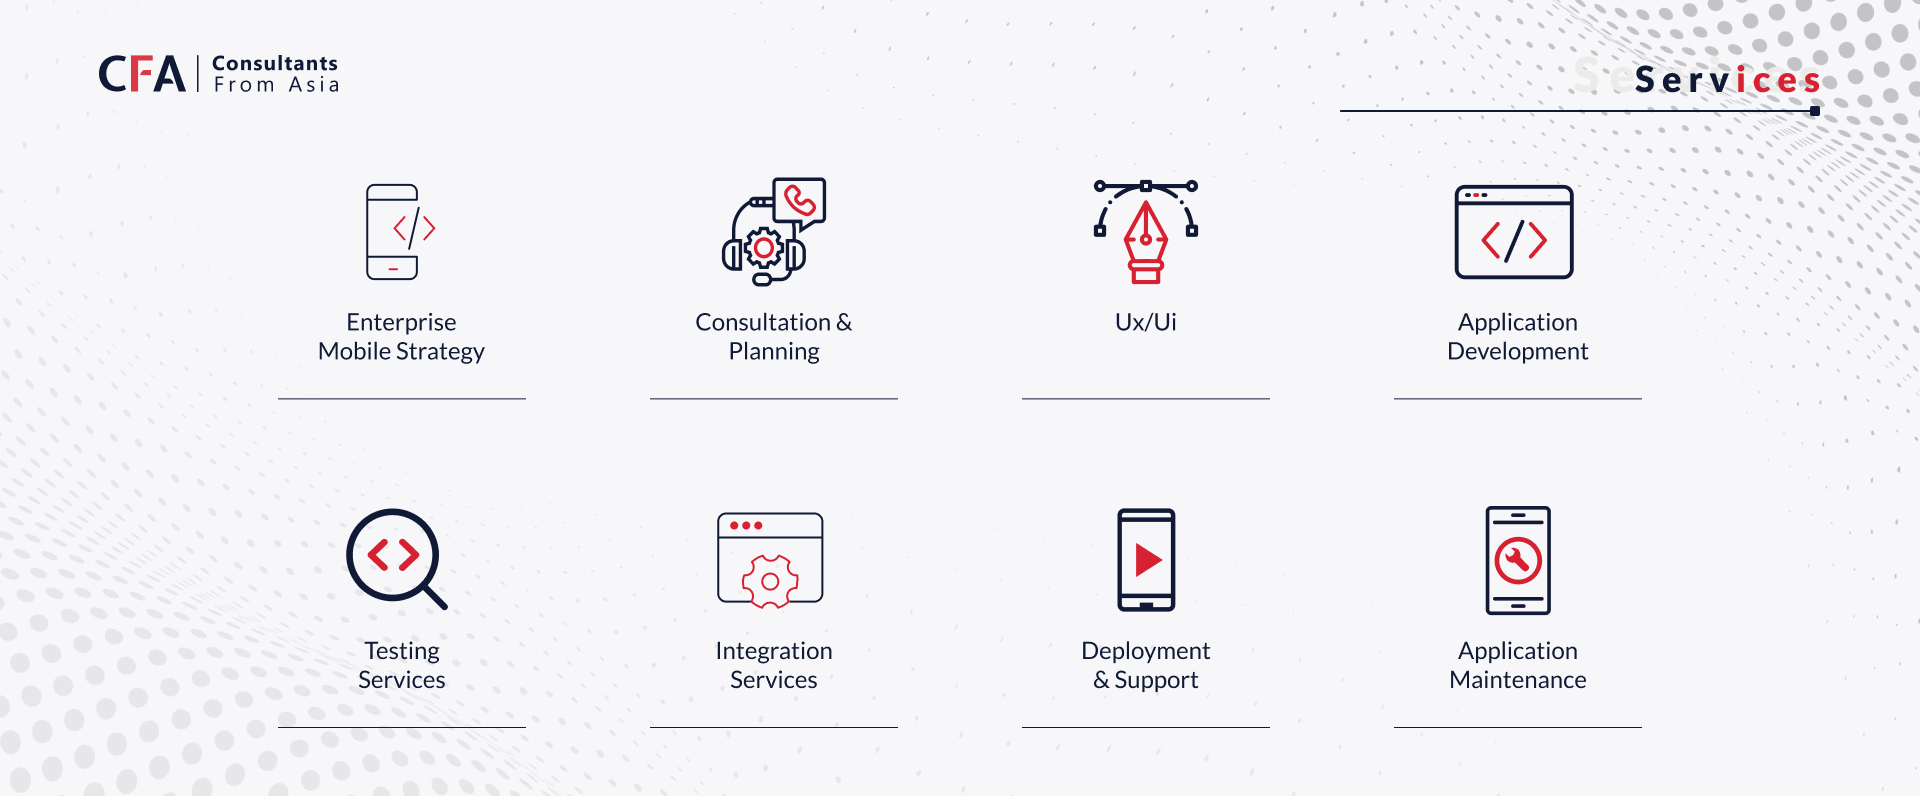 CFA
Consultants
From Asia
Services
Enterprise
Mobile Strategy
Consultation &
Planning
Ux/Ui
Application
Development
Testing
Services
Integration
Services
Deployment
& Support
Application
Maintenance